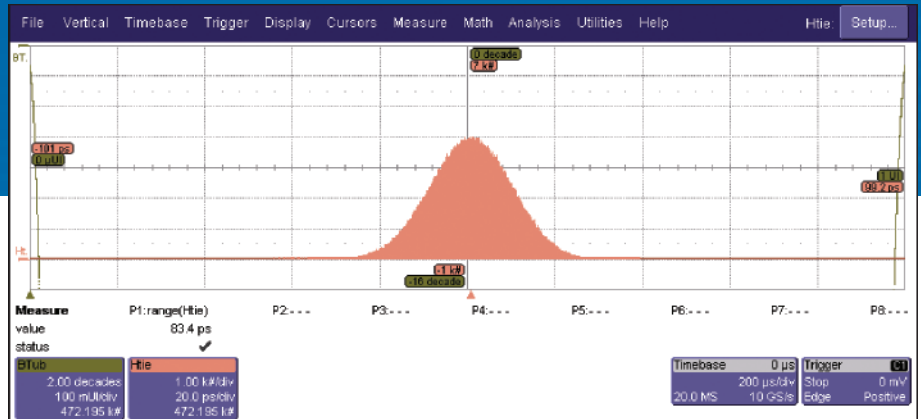 File Vertical Timebase Trigger Display Cursors Measure Math Analysis Utilities Help Htie: Setup...
BT.
0 decade
7 k#
-101 ps
0 µUI
1 UI
99.2 ps
Ht.
-1 k#
-16 decade
Measure P1:range(Htie) P2:- - - P3:- - - P4:- - - P5:- - - P6:- - - P7:- - - P8:- - -
value 83.4 ps
status ✔
BTub Htie Timebase 0 µs Trigger C1
2.00 decades 1.00 k#/div 200 µs/div Stop 0 mV
100 mUI/div 20.0 ps/div 20.0 MS 10 GS/s Edge Positive
472.195 k# 472.195 k#